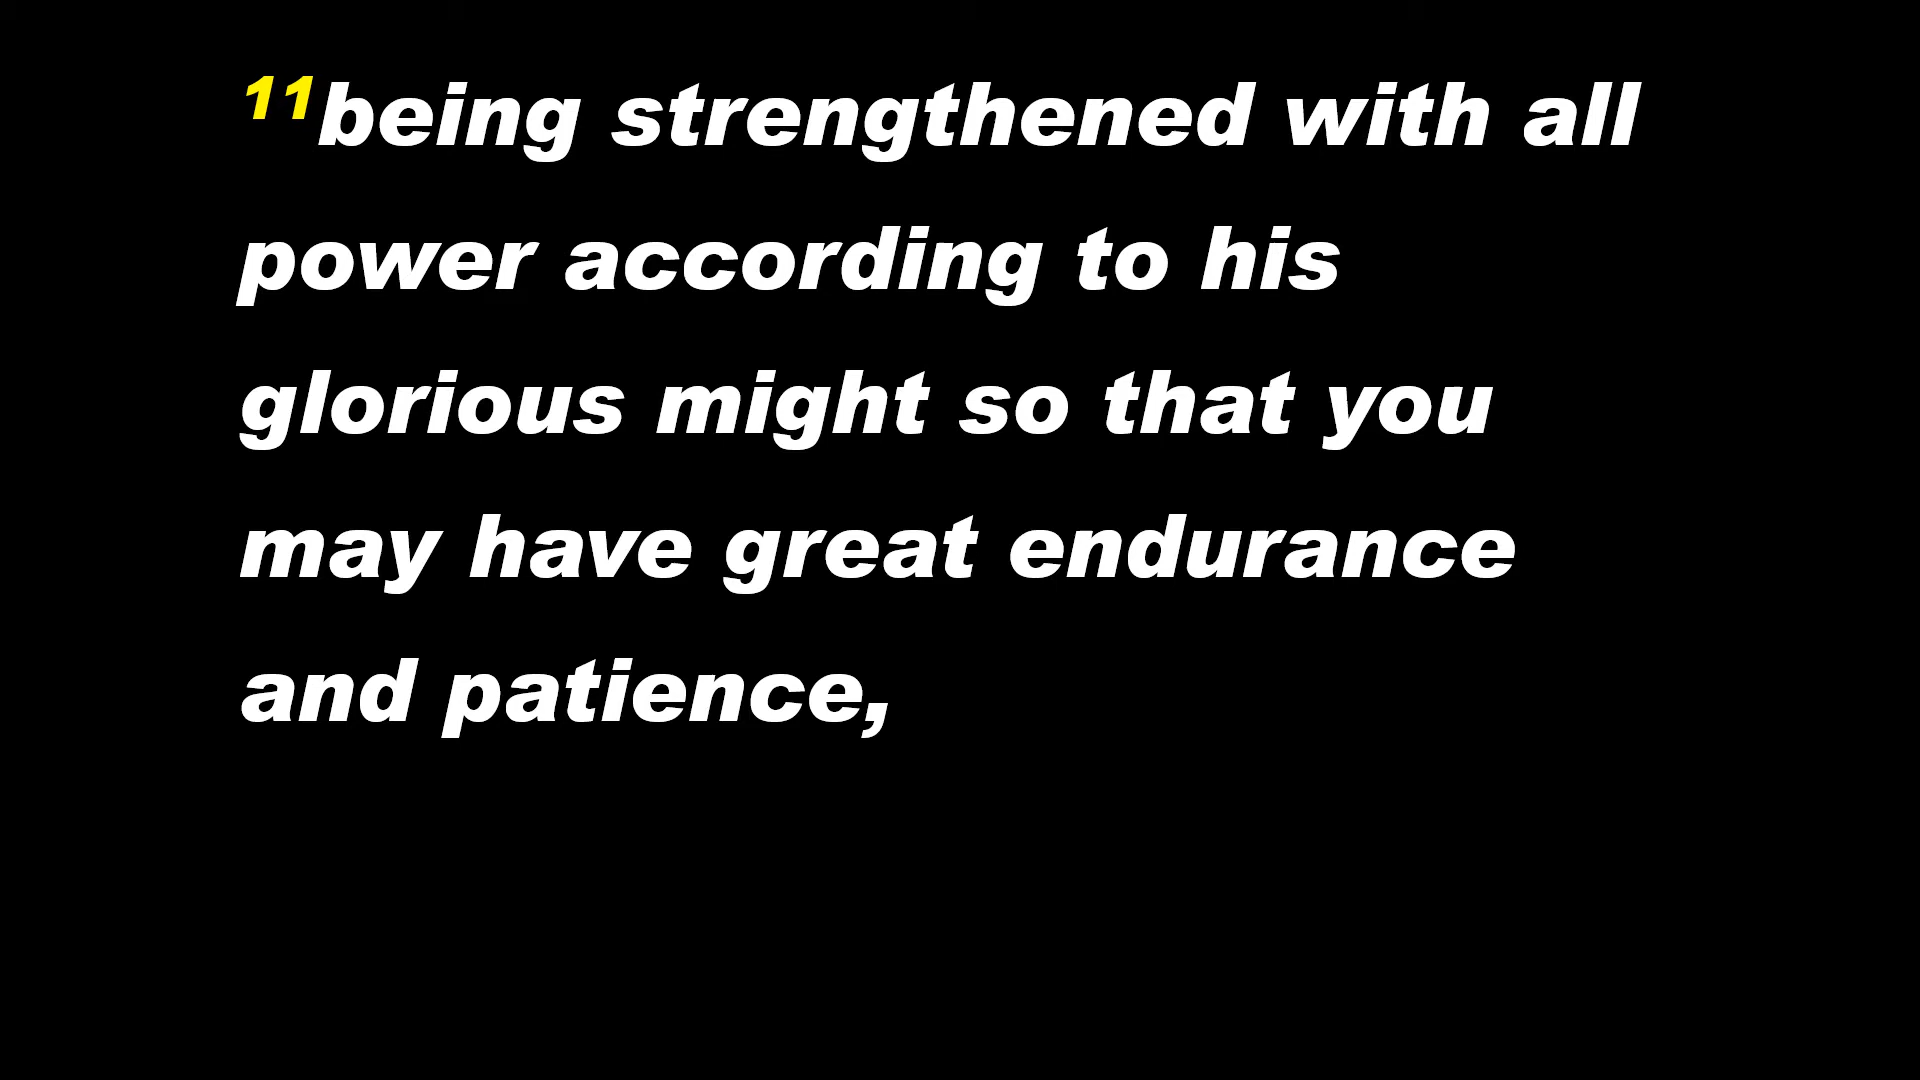 11being strengthened with all
power according to his
glorious might so that you
may have great endurance
and patience,